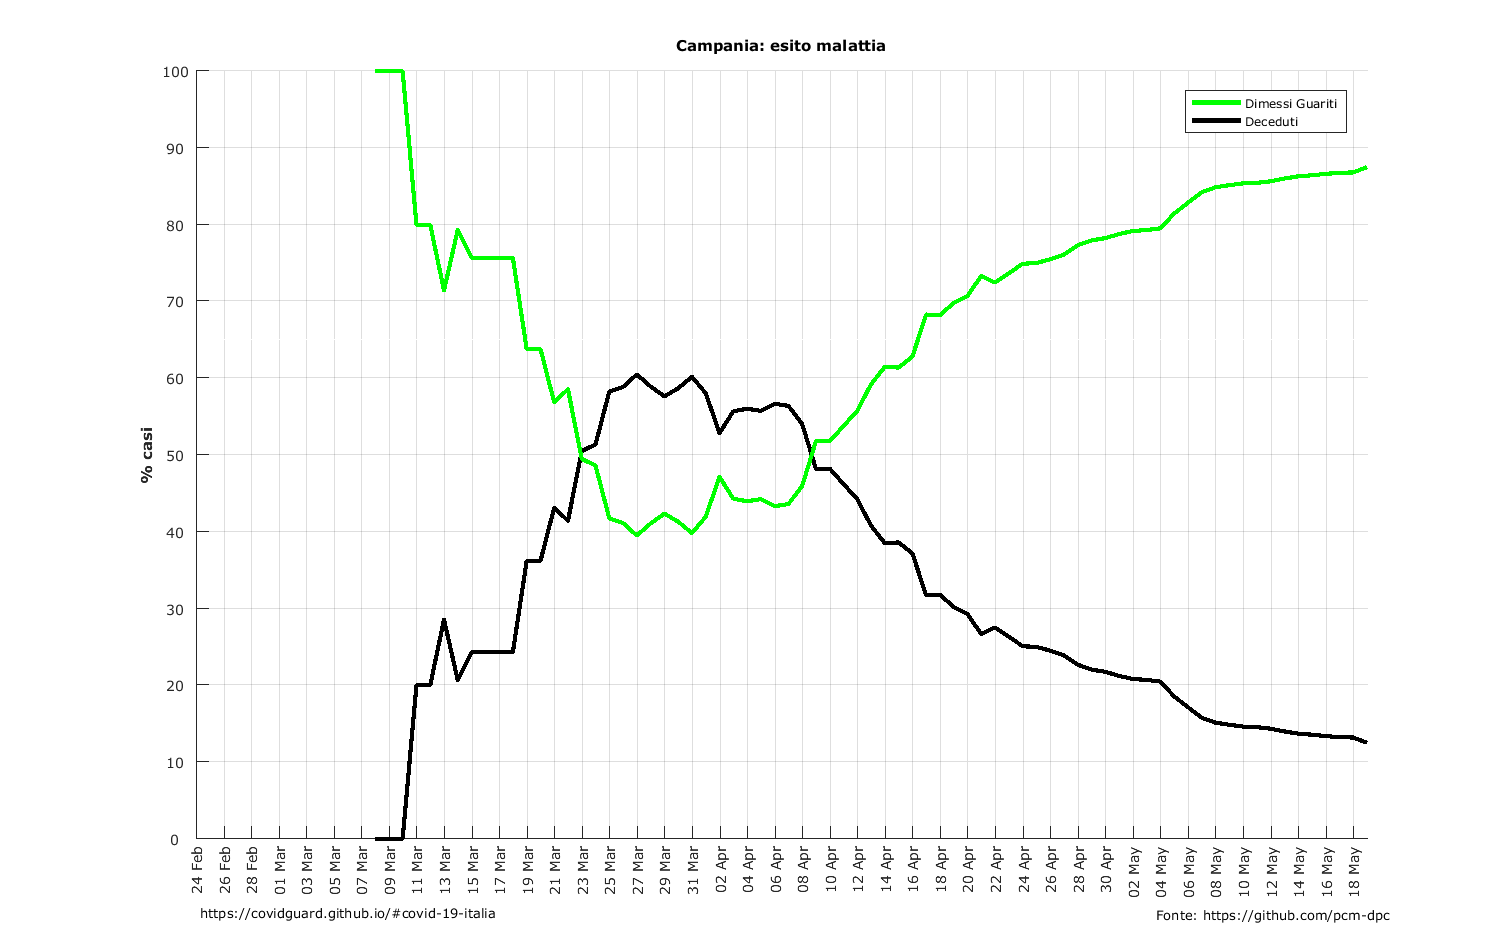 Campania: esito malattia
Dimessi Guariti
Deceduti
% casi
100
90
80
70
60
50
40
30
20
10
0
24 Feb
26 Feb
28 Feb
01 Mar
03 Mar
05 Mar
07 Mar
09 Mar
11 Mar
13 Mar
15 Mar
17 Mar
19 Mar
21 Mar
23 Mar
25 Mar
27 Mar
29 Mar
31 Mar
02 Apr
04 Apr
06 Apr
08 Apr
10 Apr
12 Apr
14 Apr
16 Apr
18 Apr
20 Apr
22 Apr
24 Apr
26 Apr
28 Apr
30 Apr
02 May
04 May
06 May
08 May
10 May
12 May
14 May
16 May
18 May
https://covidguard.github.io/#covid-19-italia
Fonte: https://github.com/pcm-dpc